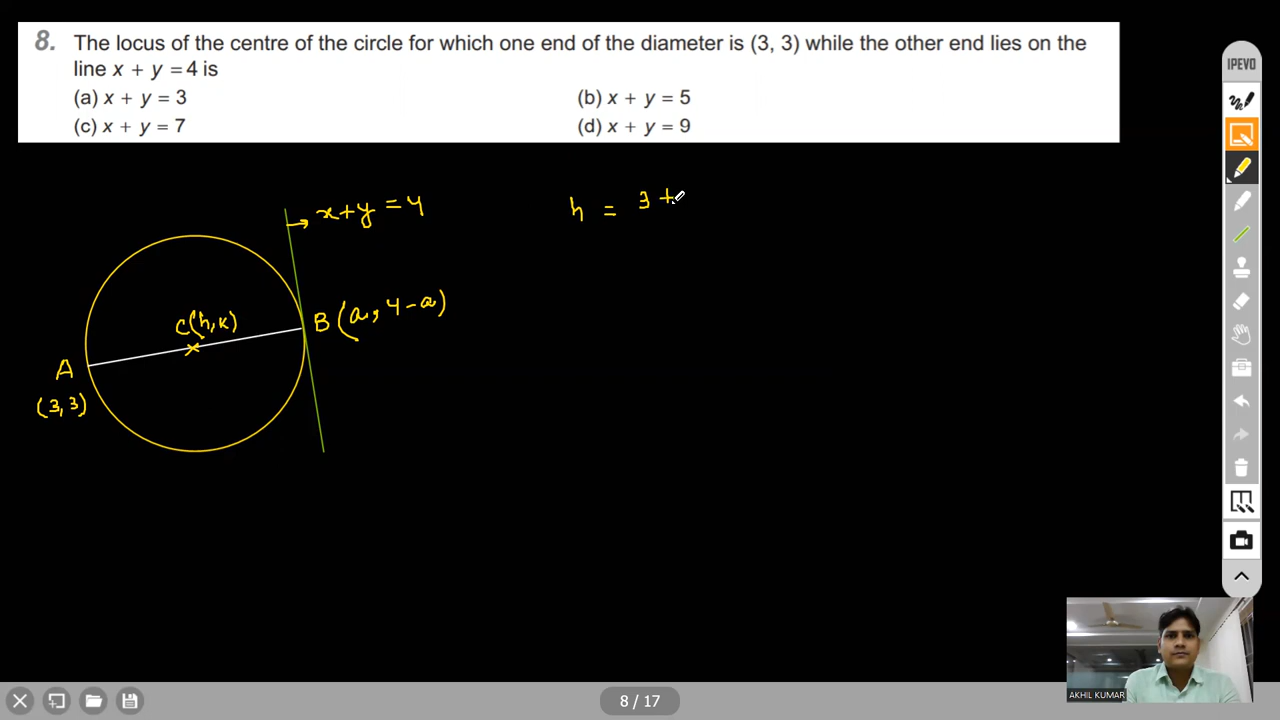 8. The locus of the centre of the circle for which one end of the diameter is (3, 3) while the other end lies on the
line x + y = 4 is
(a) x + y = 3
(b) x + y = 5
(c) x + y = 7
(d) x + y = 9
IPEVO
x+y = 4
h = 3 +
C(h,k)
B(a, 4-a)
A
(3, 3)
AKHIL KUMAR
8 / 17